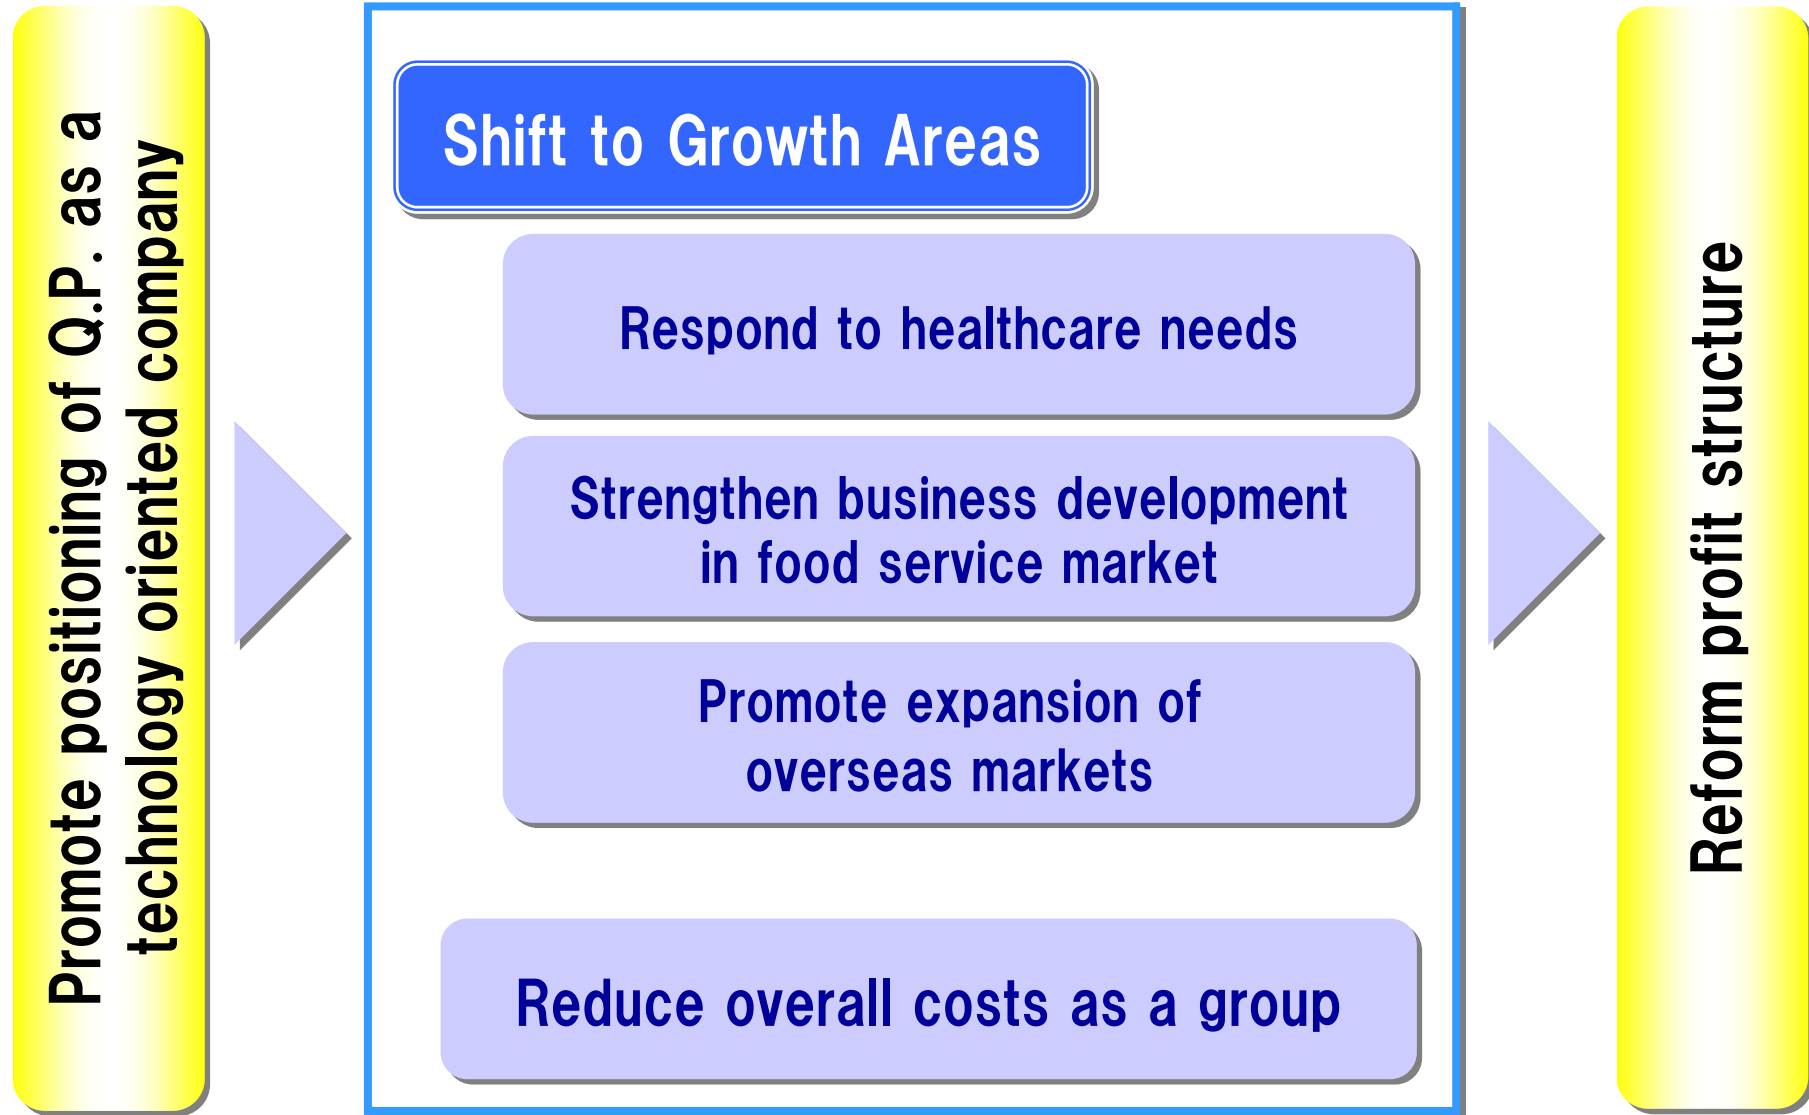 Promote positioning of Q.P. as a
technology oriented company
Shift to Growth Areas
Respond to healthcare needs
Strengthen business development
in food service market
Promote expansion of
overseas markets
Reduce overall costs as a group
Reform profit structure